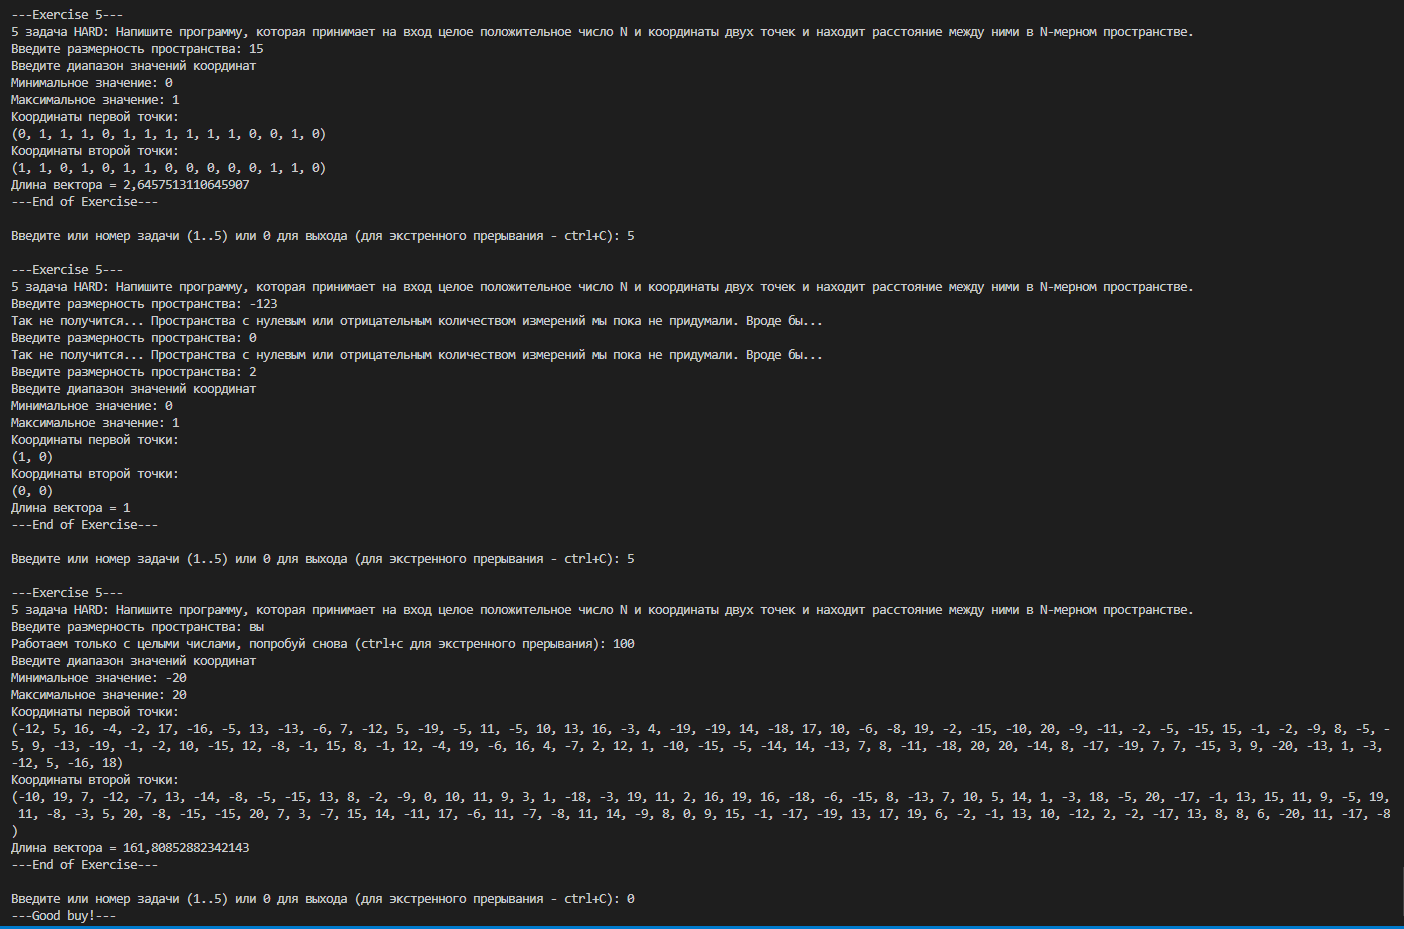 ---Exercise 5---
5 задача HARD: Напишите программу, которая принимает на вход целое положительное число N и координаты двух точек и находит расстояние между ними в N-мерном пространстве.
Введите размерность пространства: 15
Введите диапазон значений координат
Минимальное значение: 0
Максимальное значение: 1
Координаты первой точки:
(0, 1, 1, 1, 0, 1, 1, 1, 1, 1, 1, 0, 0, 1, 0)
Координаты второй точки:
(1, 1, 0, 1, 0, 1, 1, 0, 0, 0, 0, 0, 1, 1, 0)
Длина вектора = 2,6457513110645907
---End of Exercise---
Введите или номер задачи (1..5) или 0 для выхода (для экстренного прерывания - ctrl+C): 5
---Exercise 5---
5 задача HARD: Напишите программу, которая принимает на вход целое положительное число N и координаты двух точек и находит расстояние между ними в N-мерном пространстве.
Введите размерность пространства: -123
Так не получится... Пространства с нулевым или отрицательным количеством измерений мы пока не придумали. Вроде бы...
Введите размерность пространства: 0
Так не получится... Пространства с нулевым или отрицательным количеством измерений мы пока не придумали. Вроде бы...
Введите размерность пространства: 2
Введите диапазон значений координат
Минимальное значение: 0
Максимальное значение: 1
Координаты первой точки:
(1, 0)
Координаты второй точки:
(0, 0)
Длина вектора = 1
---End of Exercise---
Введите или номер задачи (1..5) или 0 для выхода (для экстренного прерывания - ctrl+C): 5
---Exercise 5---
5 задача HARD: Напишите программу, которая принимает на вход целое положительное число N и координаты двух точек и находит расстояние между ними в N-мерном пространстве.
Введите размерность пространства: вы
Работаем только с целыми числами, попробуй снова (ctrl+c для экстренного прерывания): 100
Введите диапазон значений координат
Минимальное значение: -20
Максимальное значение: 20
Координаты первой точки:
(-12, 5, 16, -4, -2, 17, -16, -5, 13, -13, -6, 7, -12, 5, -19, -5, 11, -5, 10, 13, 16, -3, 4, -19, -19, 14, -18, 17, 10, -6, -8, 19, -2, -15, -10, 20, -9, -11, -2, -5, -15, 15, -1, -2, -9, 8, -5, -
5, 9, -13, -19, -1, -2, 10, -15, 12, -8, -1, 15, 8, -1, 12, -4, 19, -6, 16, 4, -7, 2, 12, 1, -10, -15, -5, -14, 14, -13, 7, 8, -11, -18, 20, 20, -14, 8, -17, -19, 7, 7, -15, 3, 9, -20, -13, 1, -3,
-12, 5, -16, 18)
Координаты второй точки:
(-10, 19, 7, -12, -7, 13, -14, -8, -5, -15, 13, 8, -2, -9, 0, 10, 11, 9, 3, 1, -18, -3, 19, 11, 2, 16, 19, 16, -18, -6, -15, 8, -13, 7, 10, 5, 14, 1, -3, 18, -5, 20, -17, -1, 13, 15, 11, 9, -5, 19,
11, -8, -3, 5, 20, -8, -15, -15, 20, 7, 3, -7, 15, 14, -11, 17, -6, 11, -7, -8, 11, 14, -9, 8, 0, 9, 15, -1, -17, -19, 13, 17, 19, 6, -2, -1, 13, 10, -12, 2, -2, -17, 13, 8, 8, 6, -20, 11, -17, -8
)
Длина вектора = 161,80852882342143
---End of Exercise---
Введите или номер задачи (1..5) или 0 для выхода (для экстренного прерывания - ctrl+C): 0
---Good buy!---